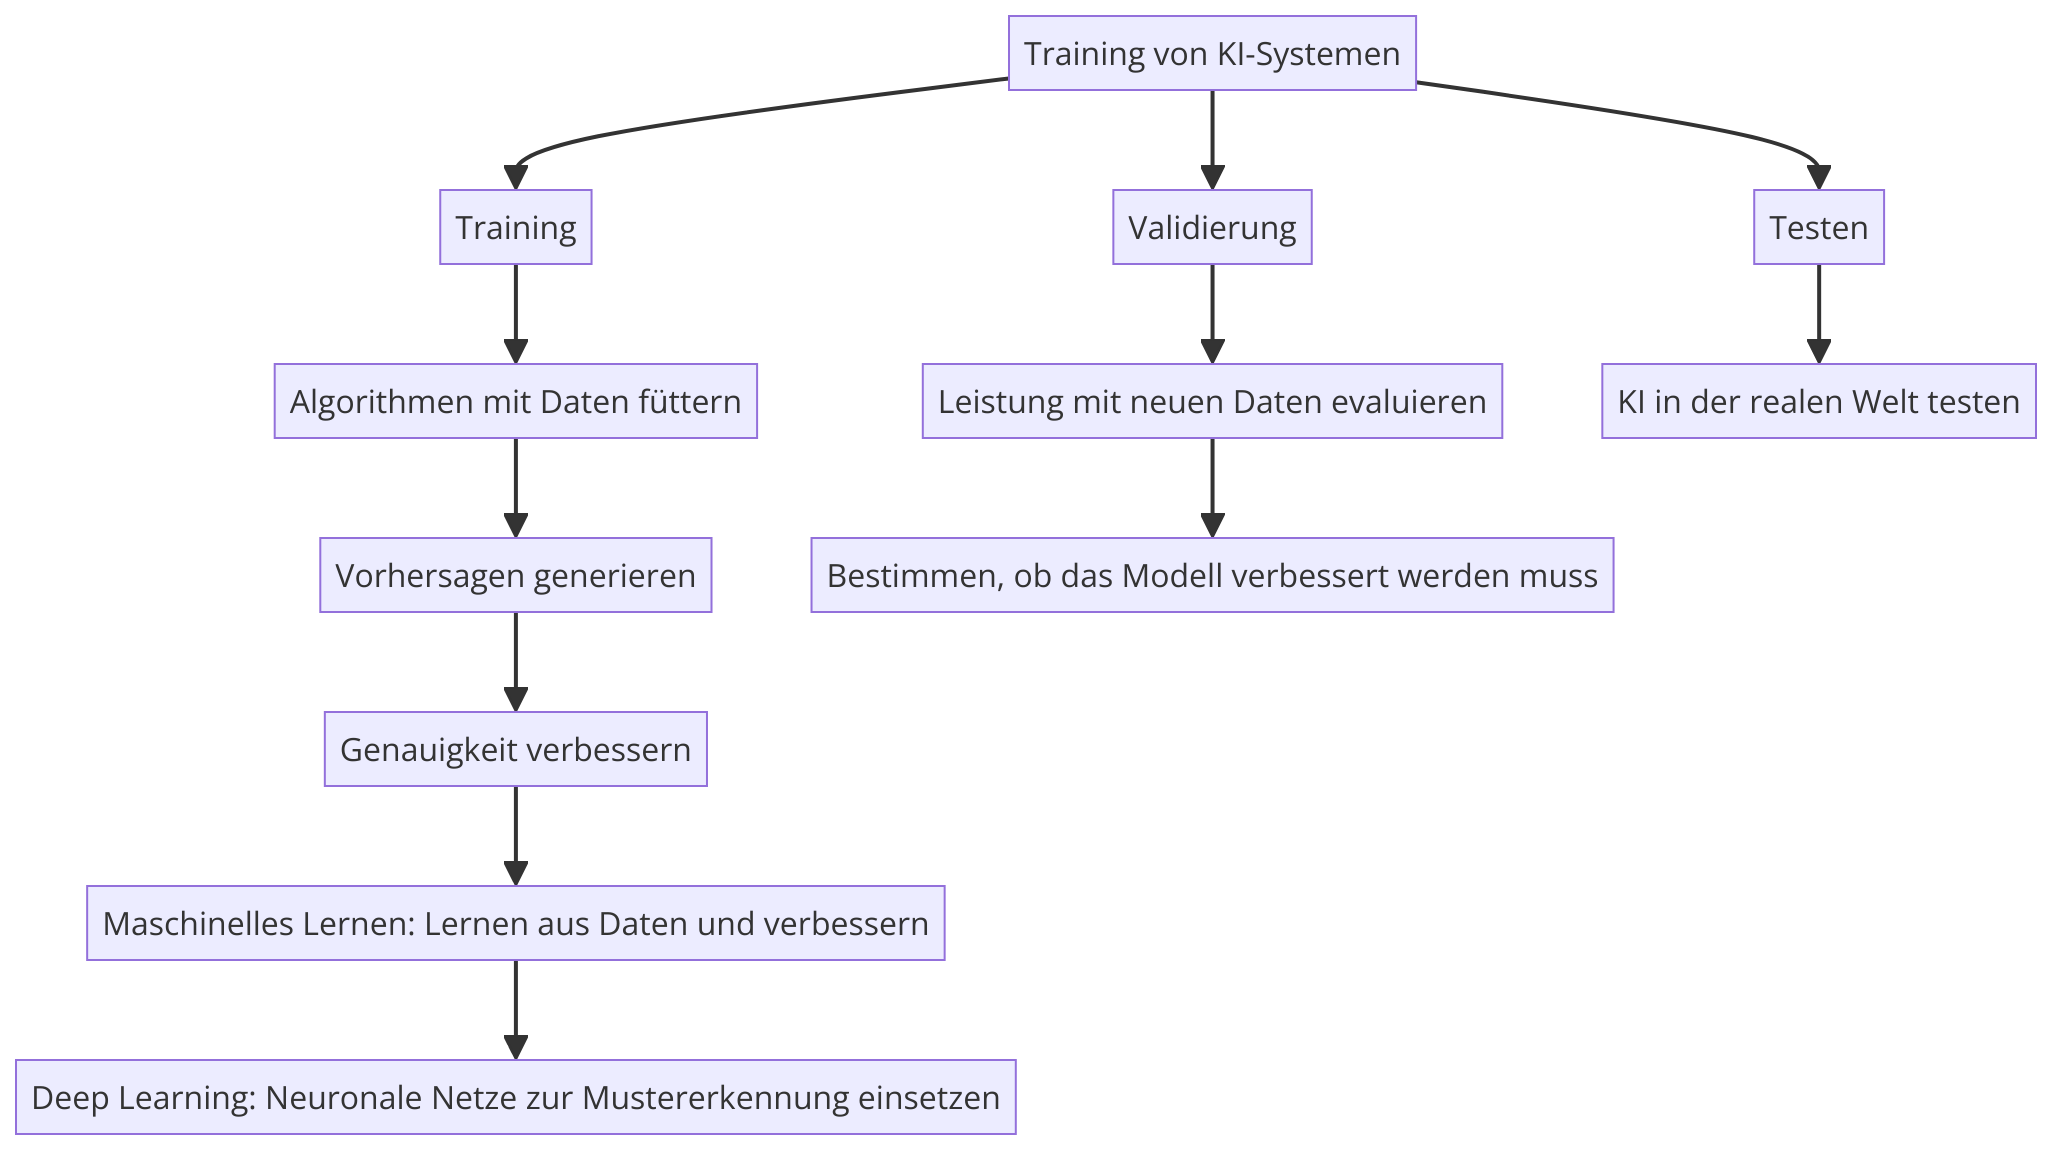 Training von KI-Systemen
Training
Validierung
Testen
Algorithmen mit Daten füttern
Leistung mit neuen Daten evaluieren
KI in der realen Welt testen
Vorhersagen generieren
Bestimmen, ob das Modell verbessert werden muss
Genauigkeit verbessern
Maschinelles Lernen: Lernen aus Daten und verbessern
Deep Learning: Neuronale Netze zur Mustererkennung einsetzen